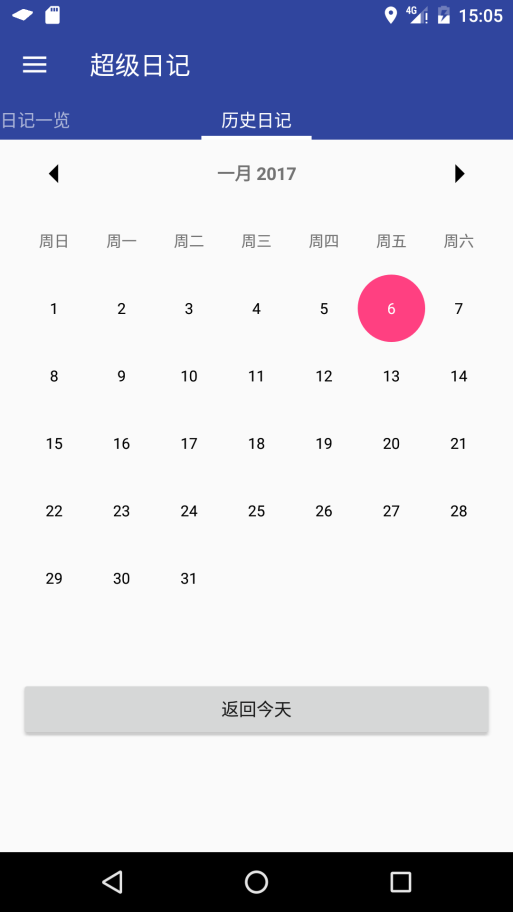 4G 15:05
超级日记
日记一览 历史日记
一月 2017
周日 周一 周二 周三 周四 周五 周六
1 2 3 4 5 6 7
8 9 10 11 12 13 14
15 16 17 18 19 20 21
22 23 24 25 26 27 28
29 30 31
返回今天